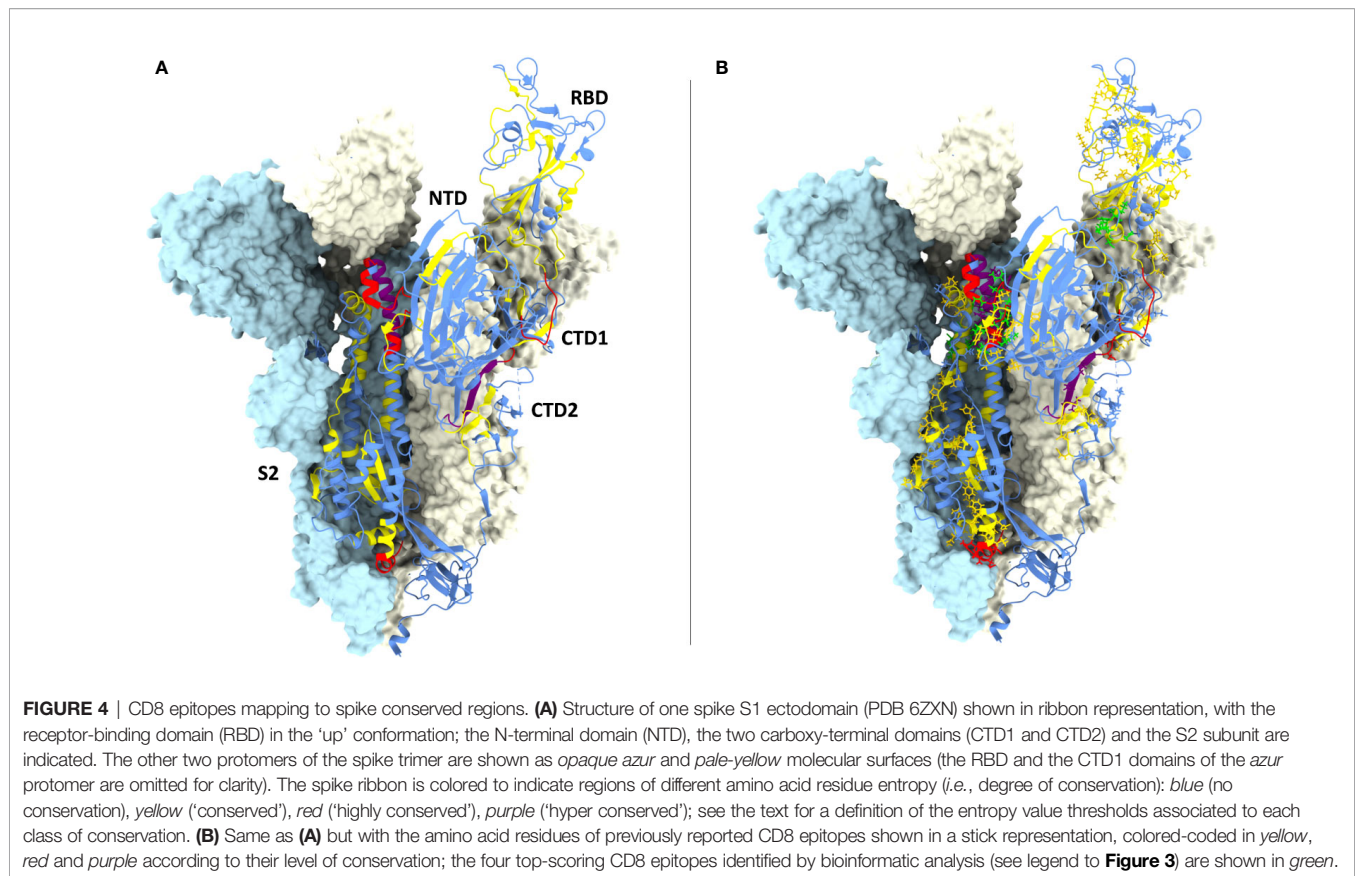 A
B
RBD
NTD
CTD1
CTD2
S2
FIGURE 4 | CD8 epitopes mapping to spike conserved regions. (A) Structure of one spike S1 ectodomain (PDB 6ZXN) shown in ribbon representation, with the
receptor-binding domain (RBD) in the ‘up’ conformation; the N-terminal domain (NTD), the two carboxy-terminal domains (CTD1 and CTD2) and the S2 subunit are
indicated. The other two protomers of the spike trimer are shown as opaque azur and pale-yellow molecular surfaces (the RBD and the CTD1 domains of the azur
protomer are omitted for clarity). The spike ribbon is colored to indicate regions of different amino acid residue entropy (i.e., degree of conservation): blue (no
conservation), yellow (‘conserved’), red (‘highly conserved’), purple (‘hyper conserved’); see the text for a definition of the entropy value thresholds associated to each
class of conservation. (B) Same as (A) but with the amino acid residues of previously reported CD8 epitopes shown in a stick representation, colored-coded in yellow,
red and purple according to their level of conservation; the four top-scoring CD8 epitopes identified by bioinformatic analysis (see legend to Figure 3) are shown in green.